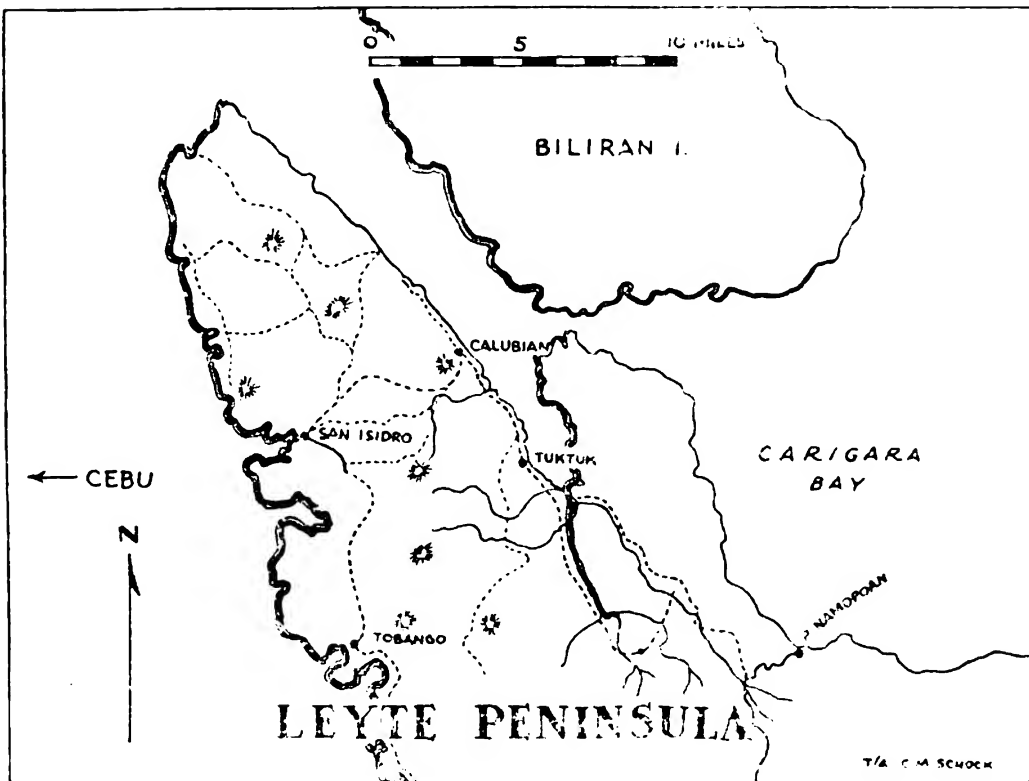 0 5 10 MILES
BILIRAN I.
CALUBIAN
SAN ISIDRO
TUKTUK
CARIGARA
BAY
← CEBU
N
NAMOPOAN
TOBANGO
LEYTE PENINSULA
T/4 C M SCHOCK